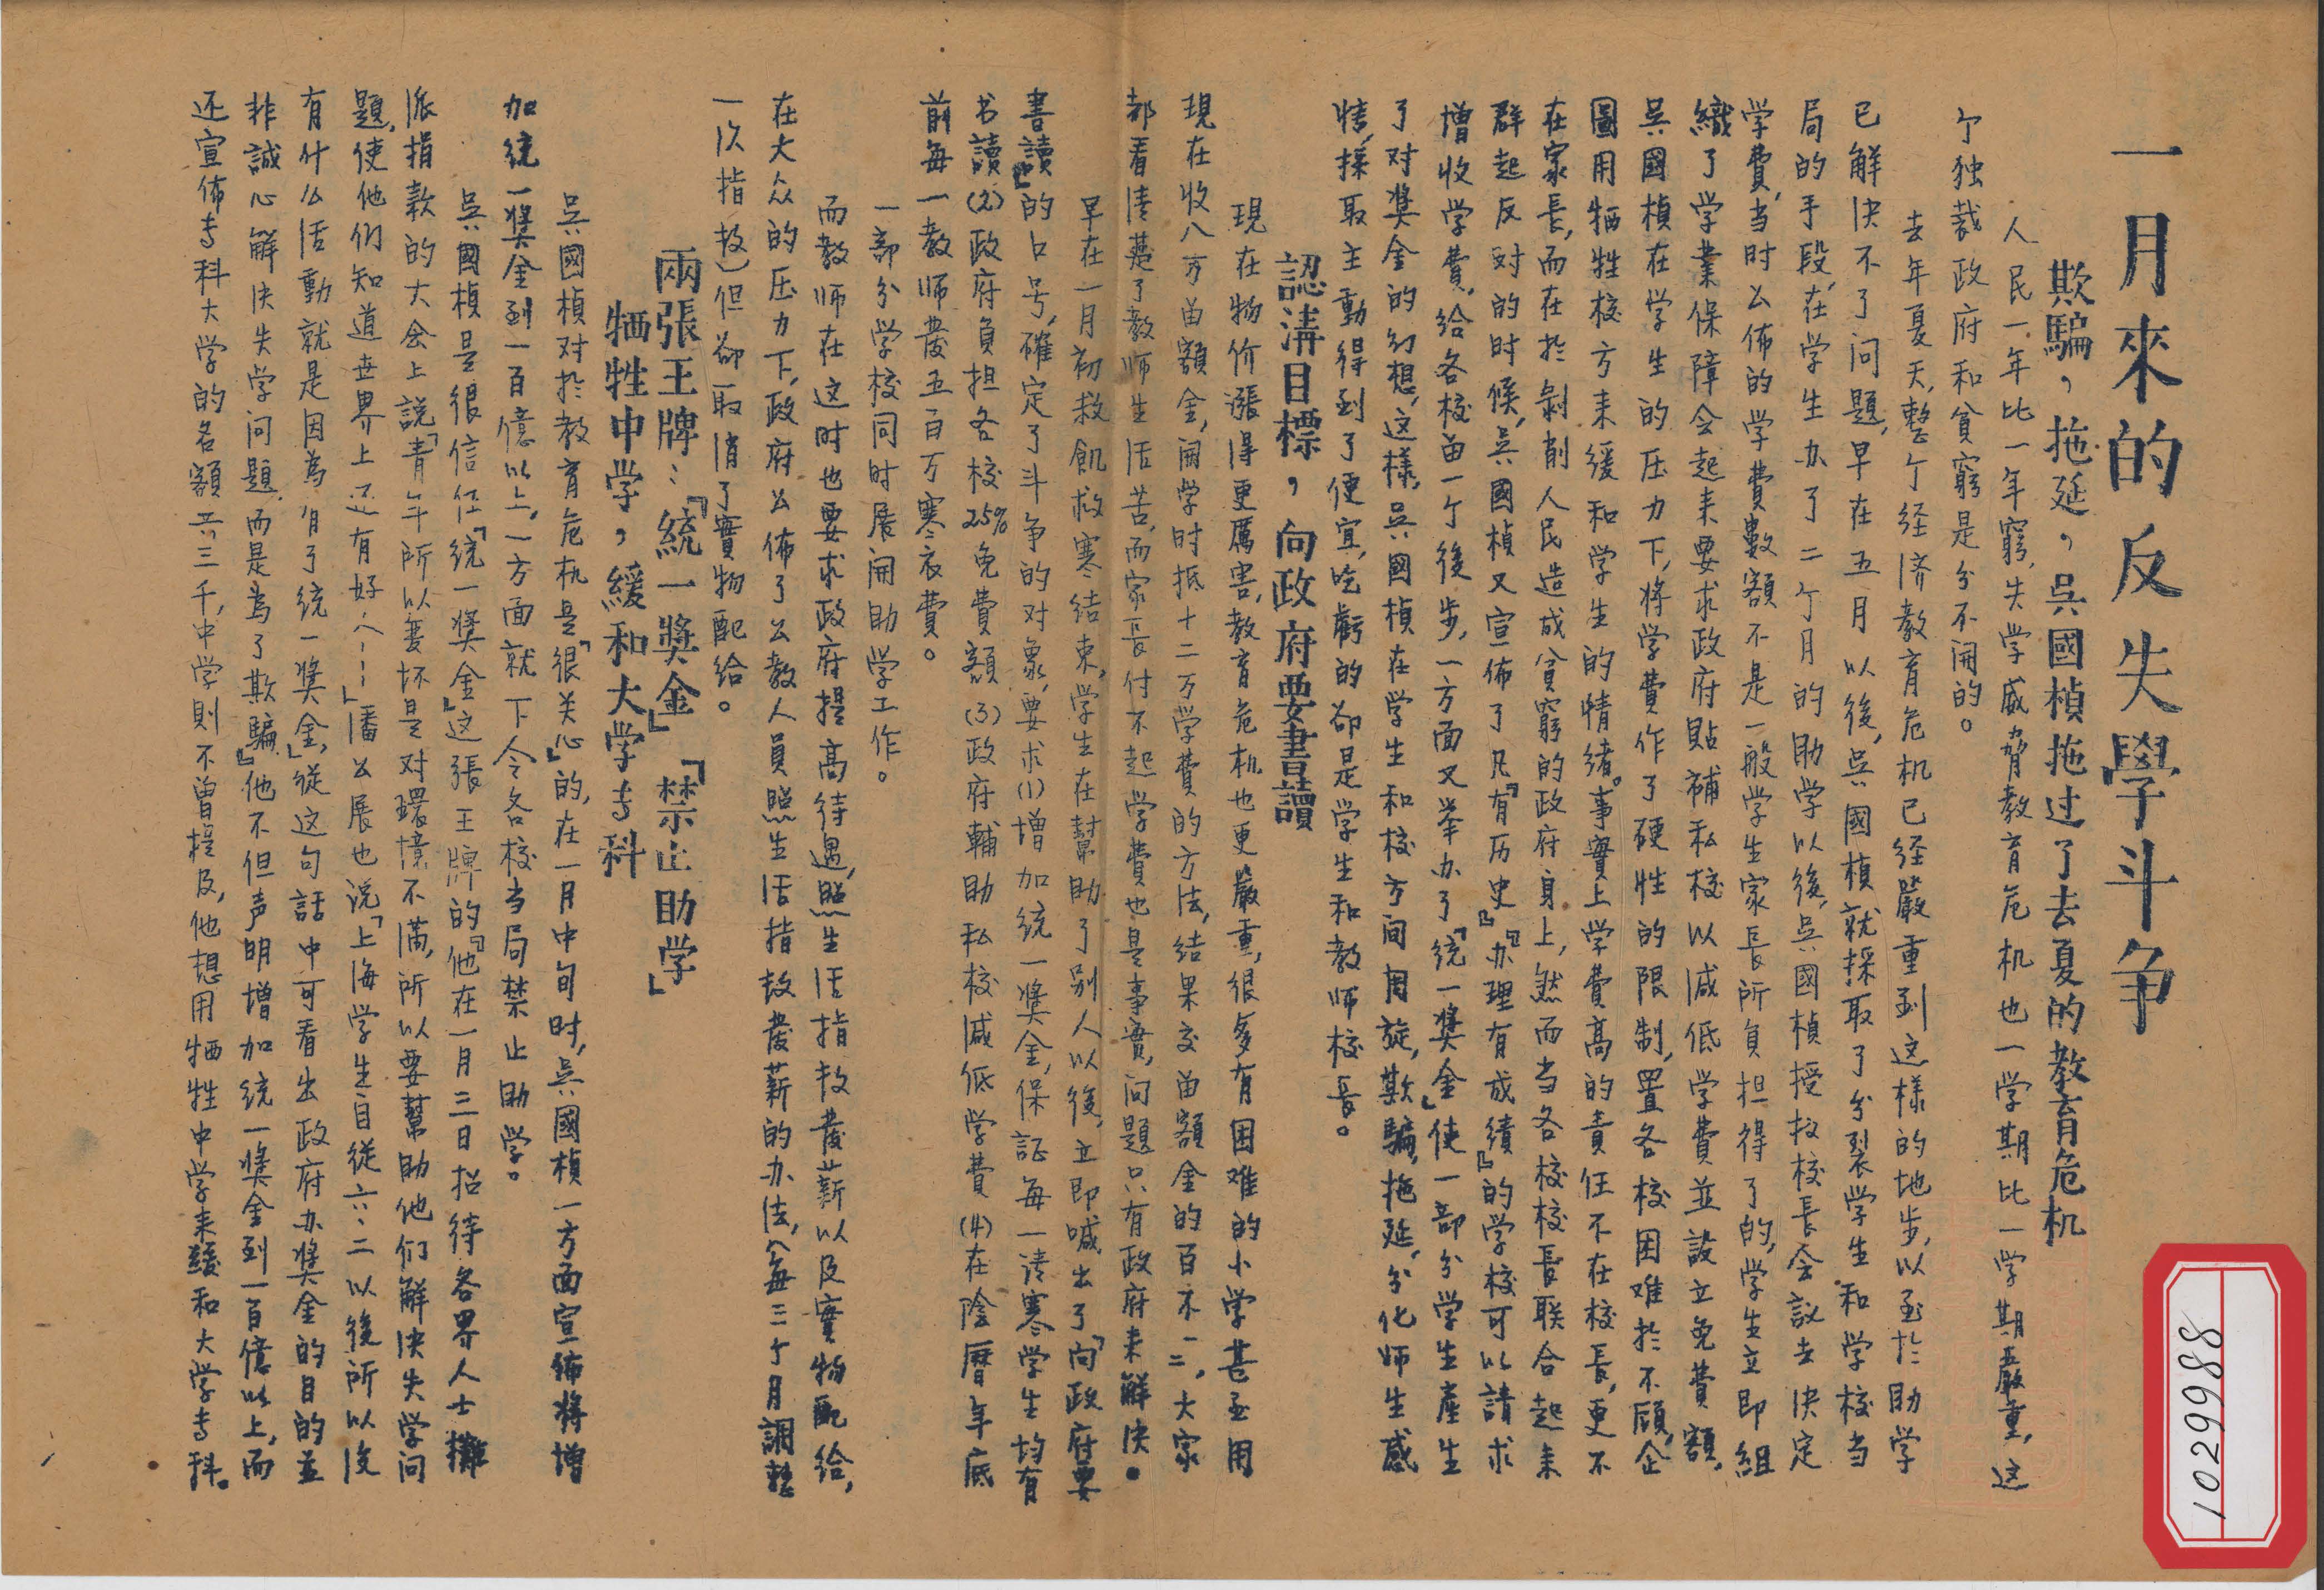 一月來的反失學斗争
欺騙，拖延，吳國楨拖过了去夏的教育危机
人民一年比一年窮，失学威脅教育危机也一学期比一学期嚴重，这
个独裁政府和貧窮是分不開的。
去年夏天，整个经济教育危机已经嚴重到这樣的地步，以至於助学
已解決不了问題，早在五月以後，吳國楨就採取了分裂学生和学校当
局的手段，在学生办了二个月的助学以後，吳國楨授权校長会議去決定
学費，当时公佈的学費數額不是一般学生家長所負担得了的，学生立即組
織了学業保障会起来要求政府貼補私校以減低学費並設立免費額，
吳國楨在学生的压力下，將学費作了硬性的限制，置各校困难於不顧，企
圖用牺牲校方来缓和学生的情绪。事實上学費高的責任不在校長，更不
在家長，而在於剝削人民造成貧窮的政府身上，然而当各校校長联合起来
群起反对的时候，吳國楨又宣佈了凡『有历史』『办理有成績』的学校可以請求
增收学費，给各校留一个後步，一方面又举办了『统一奬金』使一部分学生產生
了对奬金的幻想，这樣，吳國楨在学生和校方间周旋，欺騙，拖延，分化师生感
情，採取主動得到了便宜，吃虧的卻是学生和教师校長。
認清目標，向政府要書讀
現在物价漲得更厲害，教育危机也更嚴重，很多有困难的小学甚至用
現在收八万留額金，開学时抵十二万学費的方法，结果交留額金的百不一二，大家
都看清楚了教师生活苦，而家長付不起学費也是事實，问題只有政府来解決。
早在一月初救飢救寒结束，学生在幫助了别人以後，立即喊出了『向政府要
書讀』的口号，確定了斗争的对象，要求(1)增加统一奬金，保証每一清寒学生均有
书讀(2)政府負担各校25%免費額(3)政府輔助私校減低学費(4)在陰曆年底
前每一教师發五百万寒衣費。
一部分学校同时展開助学工作。
而教师在这时也要求政府提高待遇，照生活指数發薪以及實物配给，
在大众的压力下，政府公佈了公教人員照生活指数發薪的办法，(每三个月調整
一次指数)但卻取消了實物配给。
兩張王牌：『統一奬金』『禁止助学』
牺牲中学，緩和大学专科
吳國楨对於教育危机是『很关心』的，在一月中旬时，吳國楨一方面宣佈將增
加统一奬金到一百億以上，一方面就下令各校当局禁止助学。
吳國楨是很信任『统一奬金』这張王牌的『他在一月三日招待各界人士攤
派捐款的大会上説『青年所以變坏是对環境不满，所以要幫助他们解決失学问
題，使他们知道世界上还有好人……』潘公展也说『上海学生自從六·二以後所以没
有什么活動就是因為有了统一奬金』，從这句話中可看出政府办奬金的目的並
非誠心解決失学问題，而是為了欺騙』他不但声明增加统一奬金到一百億以上，而
还宣佈专科大学的名額共三千，中学則不曾提及，他想用牺牲中学来緩和大学专科。
1029988